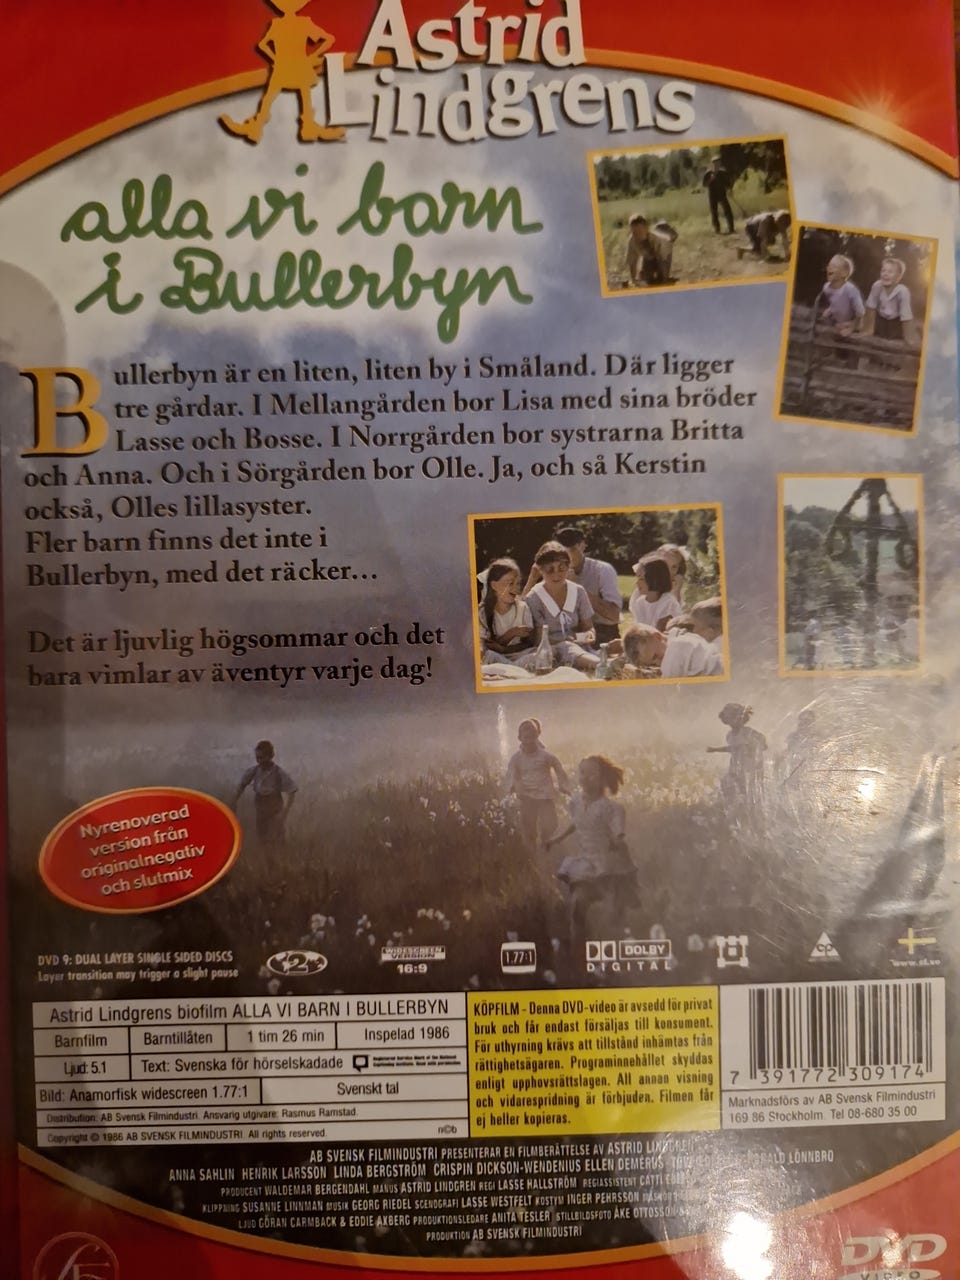 Astrid
Lindgrens
alla vi barn
i Bullerbyn
Bullerbyn är en liten, liten by i Småland. Där ligger
tre gårdar. I Mellangården bor Lisa med sina bröder
Lasse och Bosse. I Norrgården bor systrarna Britta
och Anna. Och i Sörgården bor Olle. Ja, och så Kerstin
också, Olles lillasyster.
Fler barn finns det inte i
Bullerbyn, med det räcker...
Det är ljuvlig högsommar och det
bara vimlar av äventyr varje dag!
Nyrenoverad
version från
originalnegativ
och slutmix
DVD 9: DUAL LAYER SINGLE SIDED DISCS
Layer transition may trigger a slight pause
2
WIDESCREEN
VERSION
16:9
1.77:1
DOLBY
DIGITAL
CP
www.sf.se
Astrid Lindgrens biofilm ALLA VI BARN I BULLERBYN
Barnfilm Barntillåten 1 tim 26 min Inspelad 1986
Ljud: 5.1 Text: Svenska för hörselskadade
Bild: Anamorfisk widescreen 1.77:1 Svenskt tal
Distribution: AB Svensk Filmindustri. Ansvarig utgivare: Rasmus Ramstad.
Copyright © 1986 AB SVENSK FILMINDUSTRI. All rights reserved. n©b
KÖPFILM - Denna DVD-video är avsedd för privat
bruk och får endast försäljas till konsument.
För uthyrning krävs att tillstånd inhämtas från
rättighetsägaren. Programinnehållet skyddas
enligt upphovsrättslagen. All annan visning
och vidarespridning är förbjuden. Filmen får
ej heller kopieras.
7 391772 309174
Marknadsförs av AB Svensk Filmindustri
169 86 Stockholm Tel 08-680 35 00
AB SVENSK FILMINDUSTRI PRESENTERAR EN FILMBERÄTTELSE AV ASTRID
ANNA SAHLIN HENRIK LARSSON LINDA BERGSTRÖM CRISPIN DICKSON-WENDENIUS ELLEN DEMERUS LÖNNBRO
PRODUCENT WALDEMAR BERGENDAHL MANUS ASTRID LINDGREN REGI LASSE HALLSTRÖM REGIASSISTENT CATTI
KLIPPNING SUSANNE LINNMAN MUSIK GEORG RIEDEL SCENOGRAFI LASSE WESTFELT KOSTYM INGER PEHRSSON
LJUD GÖRAN CARMBACK & EDDIE AXBERG PRODUKTIONSLEDARE ANITA TESLER STILLBILDSFOTO ÅKE OTTOSSON
PRODUKTION AB SVENSK FILMINDUSTRI
DVD
VIDEO